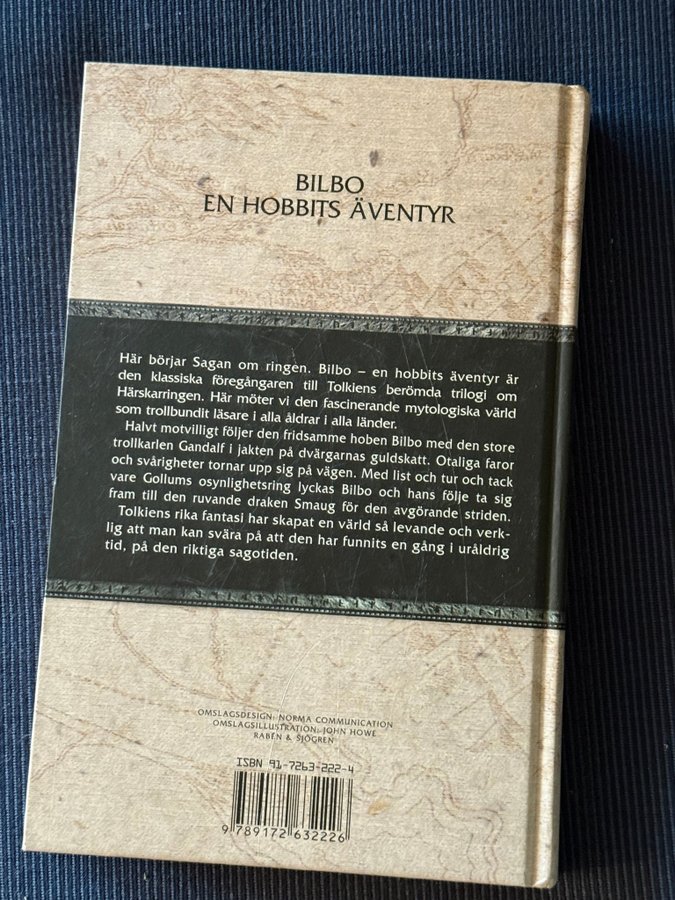 BILBO
EN HOBBITS ÄVENTYR
Här börjar Sagan om ringen. Bilbo – en hobbits äventyr är
den klassiska föregångaren till Tolkiens berömda trilogi om
Härskarringen. Här möter vi den fascinerande mytologiska värld
som trollbundit läsare i alla åldrar i alla länder.
Halvt motvilligt följer den fridsamme hoben Bilbo med den store
trollkarlen Gandalf i jakten på dvärgarnas guldskatt. Otaliga faror
och svårigheter tornar upp sig på vägen. Med list och tur och tack
vare Gollums osynlighetsring lyckas Bilbo och hans följe ta sig
fram till den ruvande draken Smaug för den avgörande striden.
Tolkiens rika fantasi har skapat en värld så levande och verk-
lig att man kan svära på att den har funnits en gång i uråldrig
tid, på den riktiga sagotiden.
OMSLAGSDESIGN: NORMA COMMUNICATION
OMSLAGSILLUSTRATION: JOHN HOWE
RABÉN & SJÖGREN
ISBN 91-7263-222-4
9 789172 632226